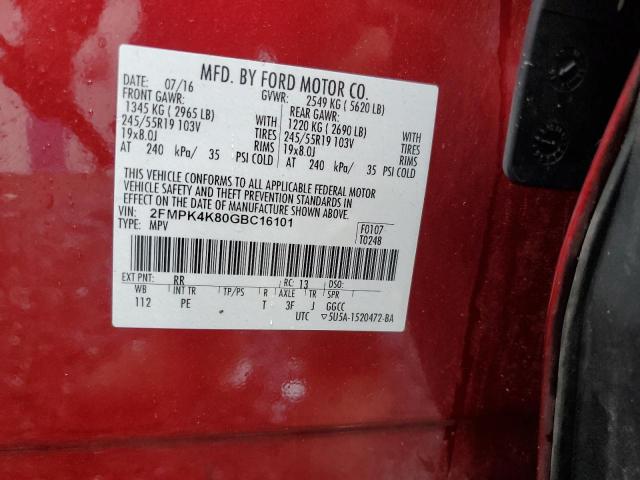 MFD. BY FORD MOTOR CO.
DATE: 07/16 GVWR: 2549 KG ( 5620 LB)
FRONT GAWR: REAR GAWR:
1345 KG ( 2965 LB) WITH 1220 KG ( 2690 LB) WITH
245/55R19 103V TIRES 245/55R19 103V TIRES
19x8.0J RIMS 19x8.0J RIMS
AT 240 kPa/ 35 PSI COLD AT 240 kPa/ 35 PSI COLD
THIS VEHICLE CONFORMS TO ALL APPLICABLE FEDERAL MOTOR
VEHICLE SAFETY AND THEFT PREVENTION STANDARDS IN
EFFECT ON THE DATE OF MANUFACTURE SHOWN ABOVE.
VIN: 2FMPK4K80GBC16101 F0107
TYPE: MPV T0248
EXT PNT: RR RC: 13 DSO:
WB INT TR TP/PS R AXLE TR SPR
112 PE T 3F J GGCC
UTC ▽5U5A-1520472-BA